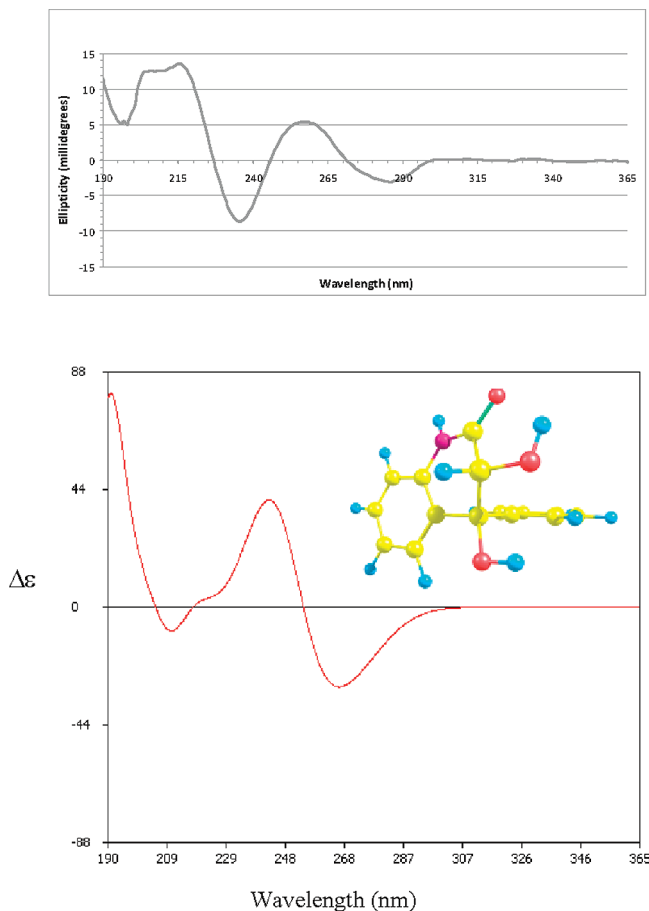 15
10
5
0
-5
-10
-15
190 215 240 265 290 315 340 365
Ellipticity (millidegrees)
Wavelength (nm)
88
44
0
-44
-88
Δε
190 209 229 248 268 287 307 326 346 365
Wavelength (nm)